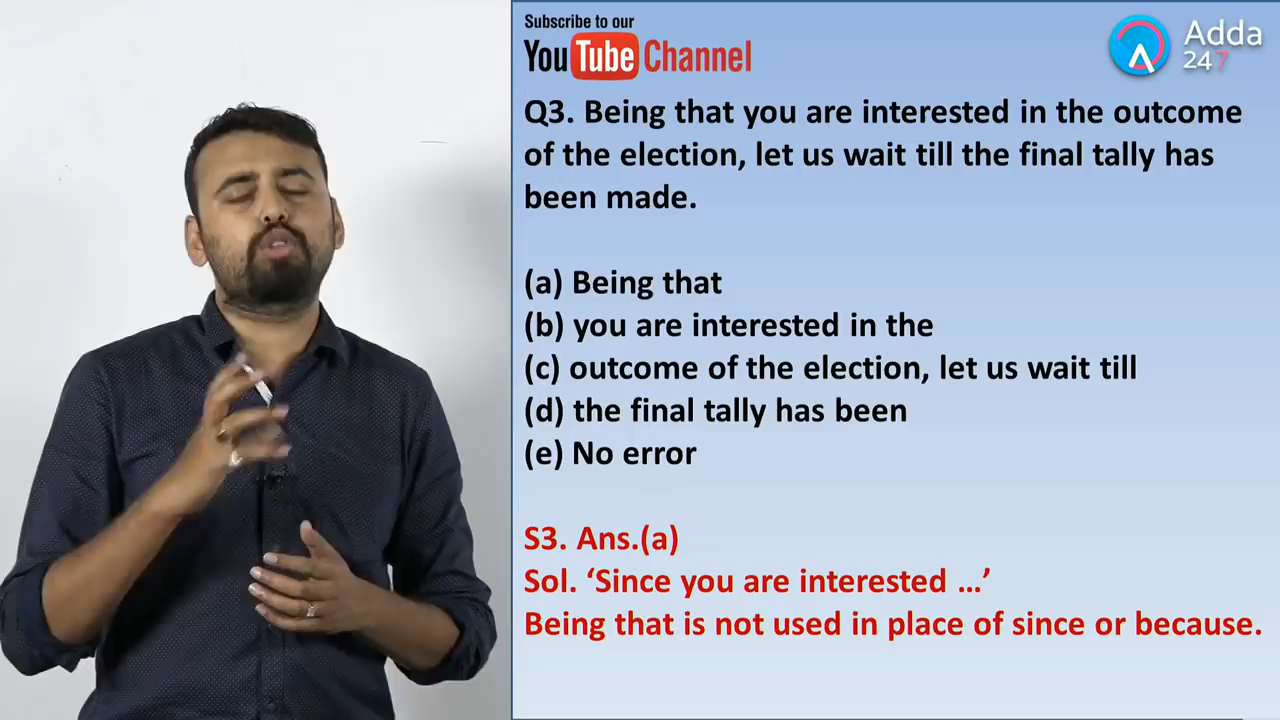 Subscribe to our
YouTube Channel
Adda
247
Q3. Being that you are interested in the outcome
of the election, let us wait till the final tally has
been made.
(a) Being that
(b) you are interested in the
(c) outcome of the election, let us wait till
(d) the final tally has been
(e) No error
S3. Ans.(a)
Sol. ‘Since you are interested …’
Being that is not used in place of since or because.